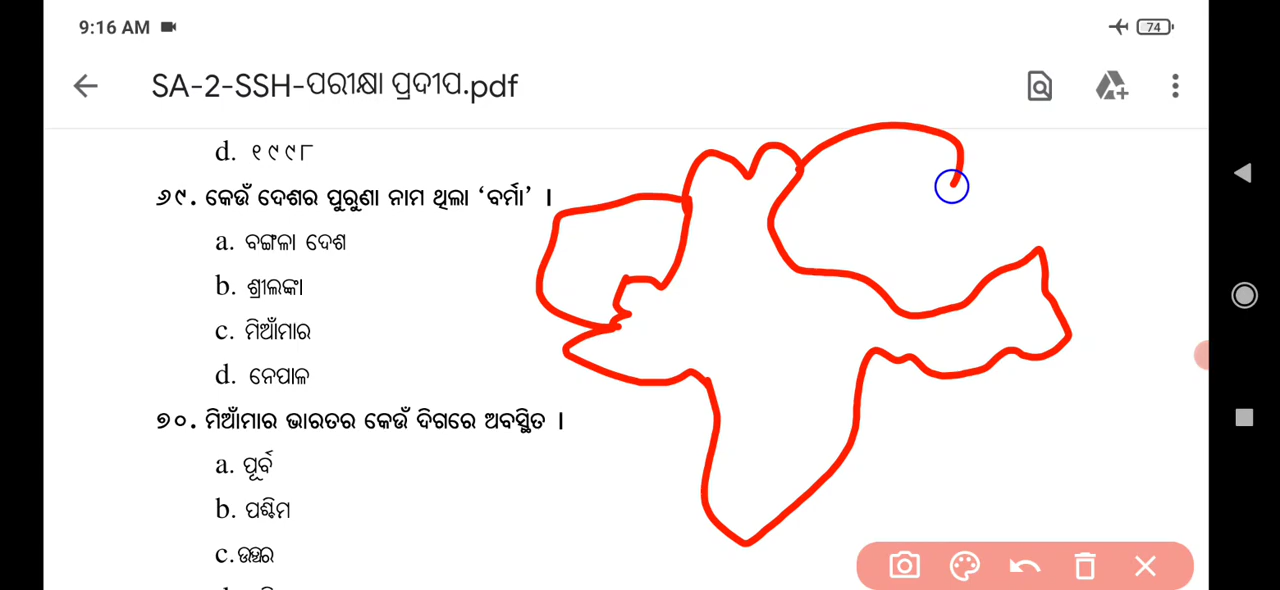 9:16 AM
74
SA-2-SSH-ପରୀକ୍ଷା ପ୍ରଦୀପ.pdf
d. ୧୯୯୮
୬୯. କେଉଁ ଦେଶର ପୁରୁଣା ନାମ ଥିଲା ‘ବର୍ମା’ ।
a. ବଙ୍ଗଳା ଦେଶ
b. ଶ୍ରୀଲଙ୍କା
c. ମିଆଁମାର
d. ନେପାଳ
୭୦. ମିଆଁମାର ଭାରତର କେଉଁ ଦିଗରେ ଅବସ୍ଥିତ ।
a. ପୂର୍ବ
b. ପଶ୍ଚିମ
c. ଉତ୍ତର